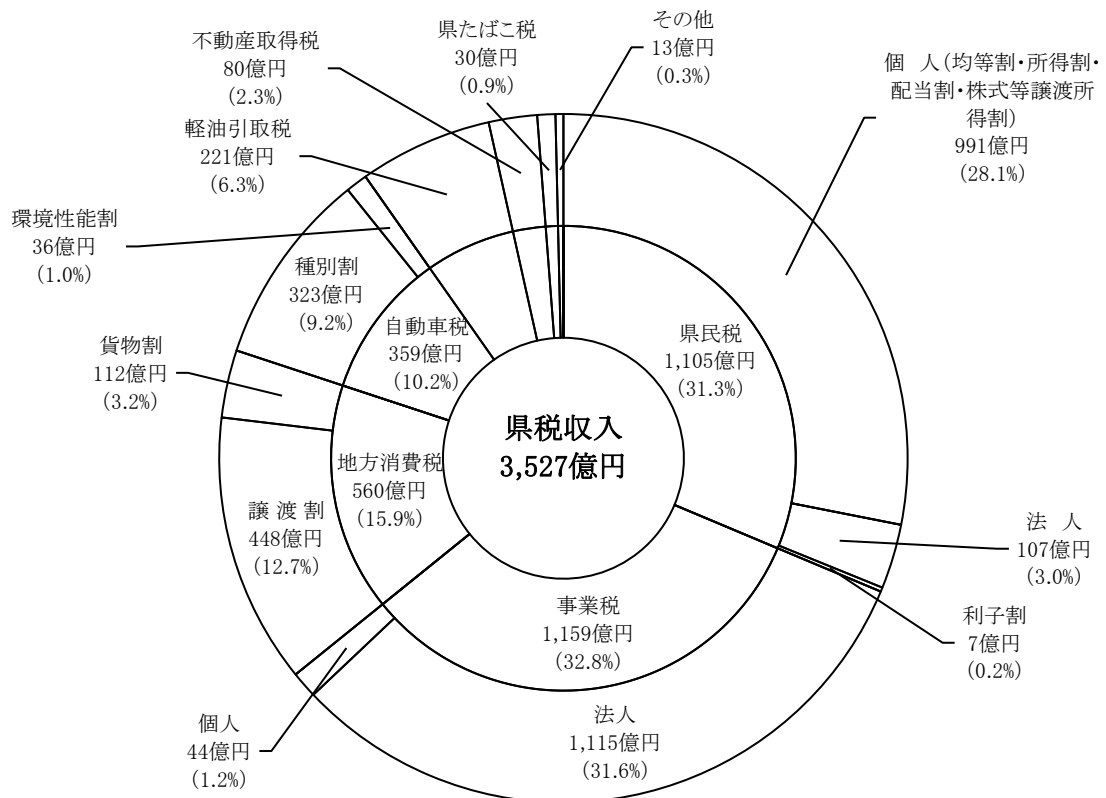 その他
13億円
(0.3%)
県たばこ税
30億円
(0.9%)
不動産取得税
80億円
(2.3%)
軽油引取税
221億円
(6.3%)
環境性能割
36億円
(1.0%)
種別割
323億円
(9.2%)
自動車税
359億円
(10.2%)
貨物割
112億円
(3.2%)
地方消費税
560億円
(15.9%)
譲 渡 割
448億円
(12.7%)
個人
44億円
(1.2%)
県税収入
3,527億円
個 人(均等割・所得割・
配当割・株式等譲渡所
得割)
991億円
(28.1%)
県民税
1,105億円
(31.3%)
法 人
107億円
(3.0%)
利子割
7億円
(0.2%)
事業税
1,159億円
(32.8%)
法人
1,115億円
(31.6%)